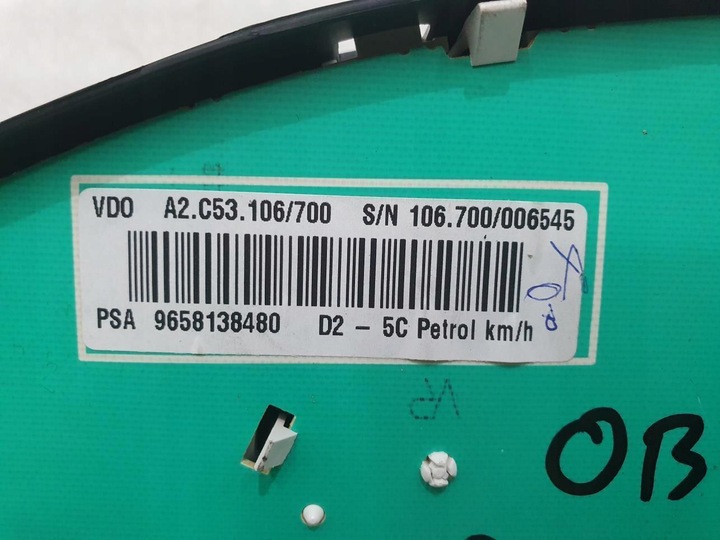 VDO A2.C53.106/700 S/N 106.700/006545
PSA 9658138480 D2 - 5C Petrol km/h
OB